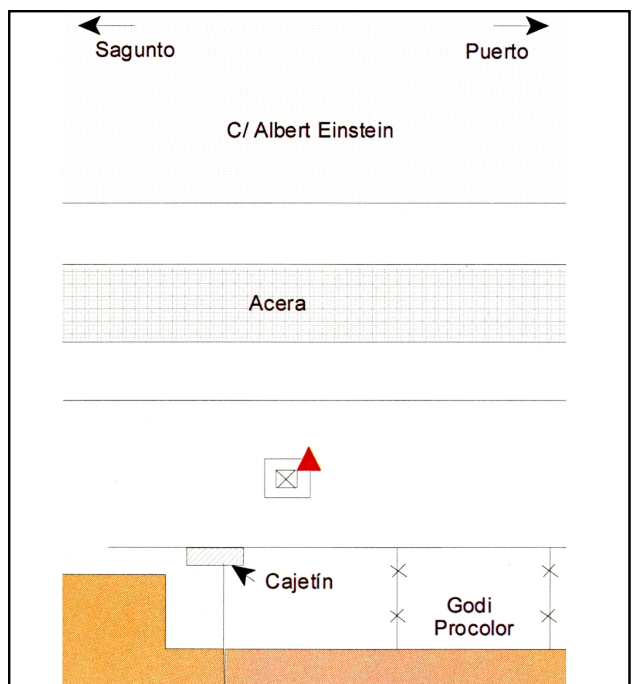 Sagunto
Puerto
C/ Albert Einstein
Acera
Cajetín
Godi
Procolor